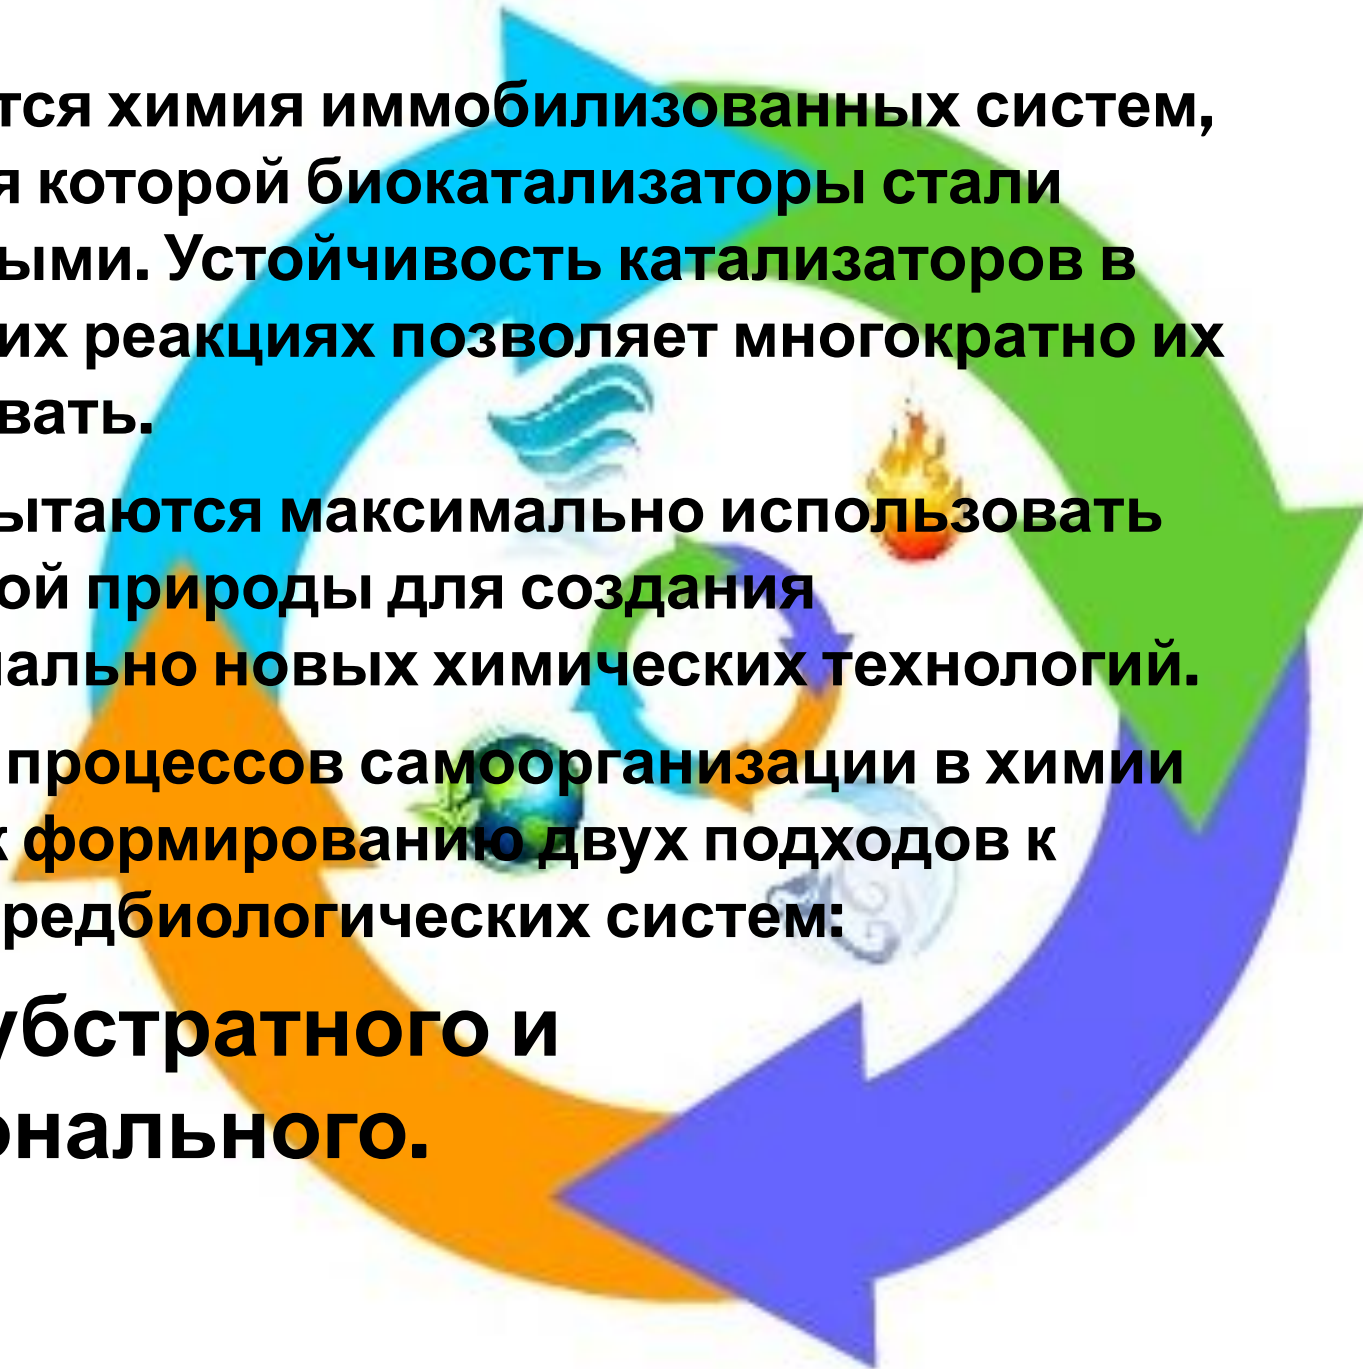 тся химия иммобилизованных систем,
я которой биокатализаторы стали
ыми. Устойчивость катализаторов в
их реакциях позволяет многократно их
вать.
ытаются максимально использовать
ой природы для создания
ально новых химических технологий.
процессов самоорганизации в химии
к формированию двух подходов к
редбиологических систем:
убстратного и
онального.